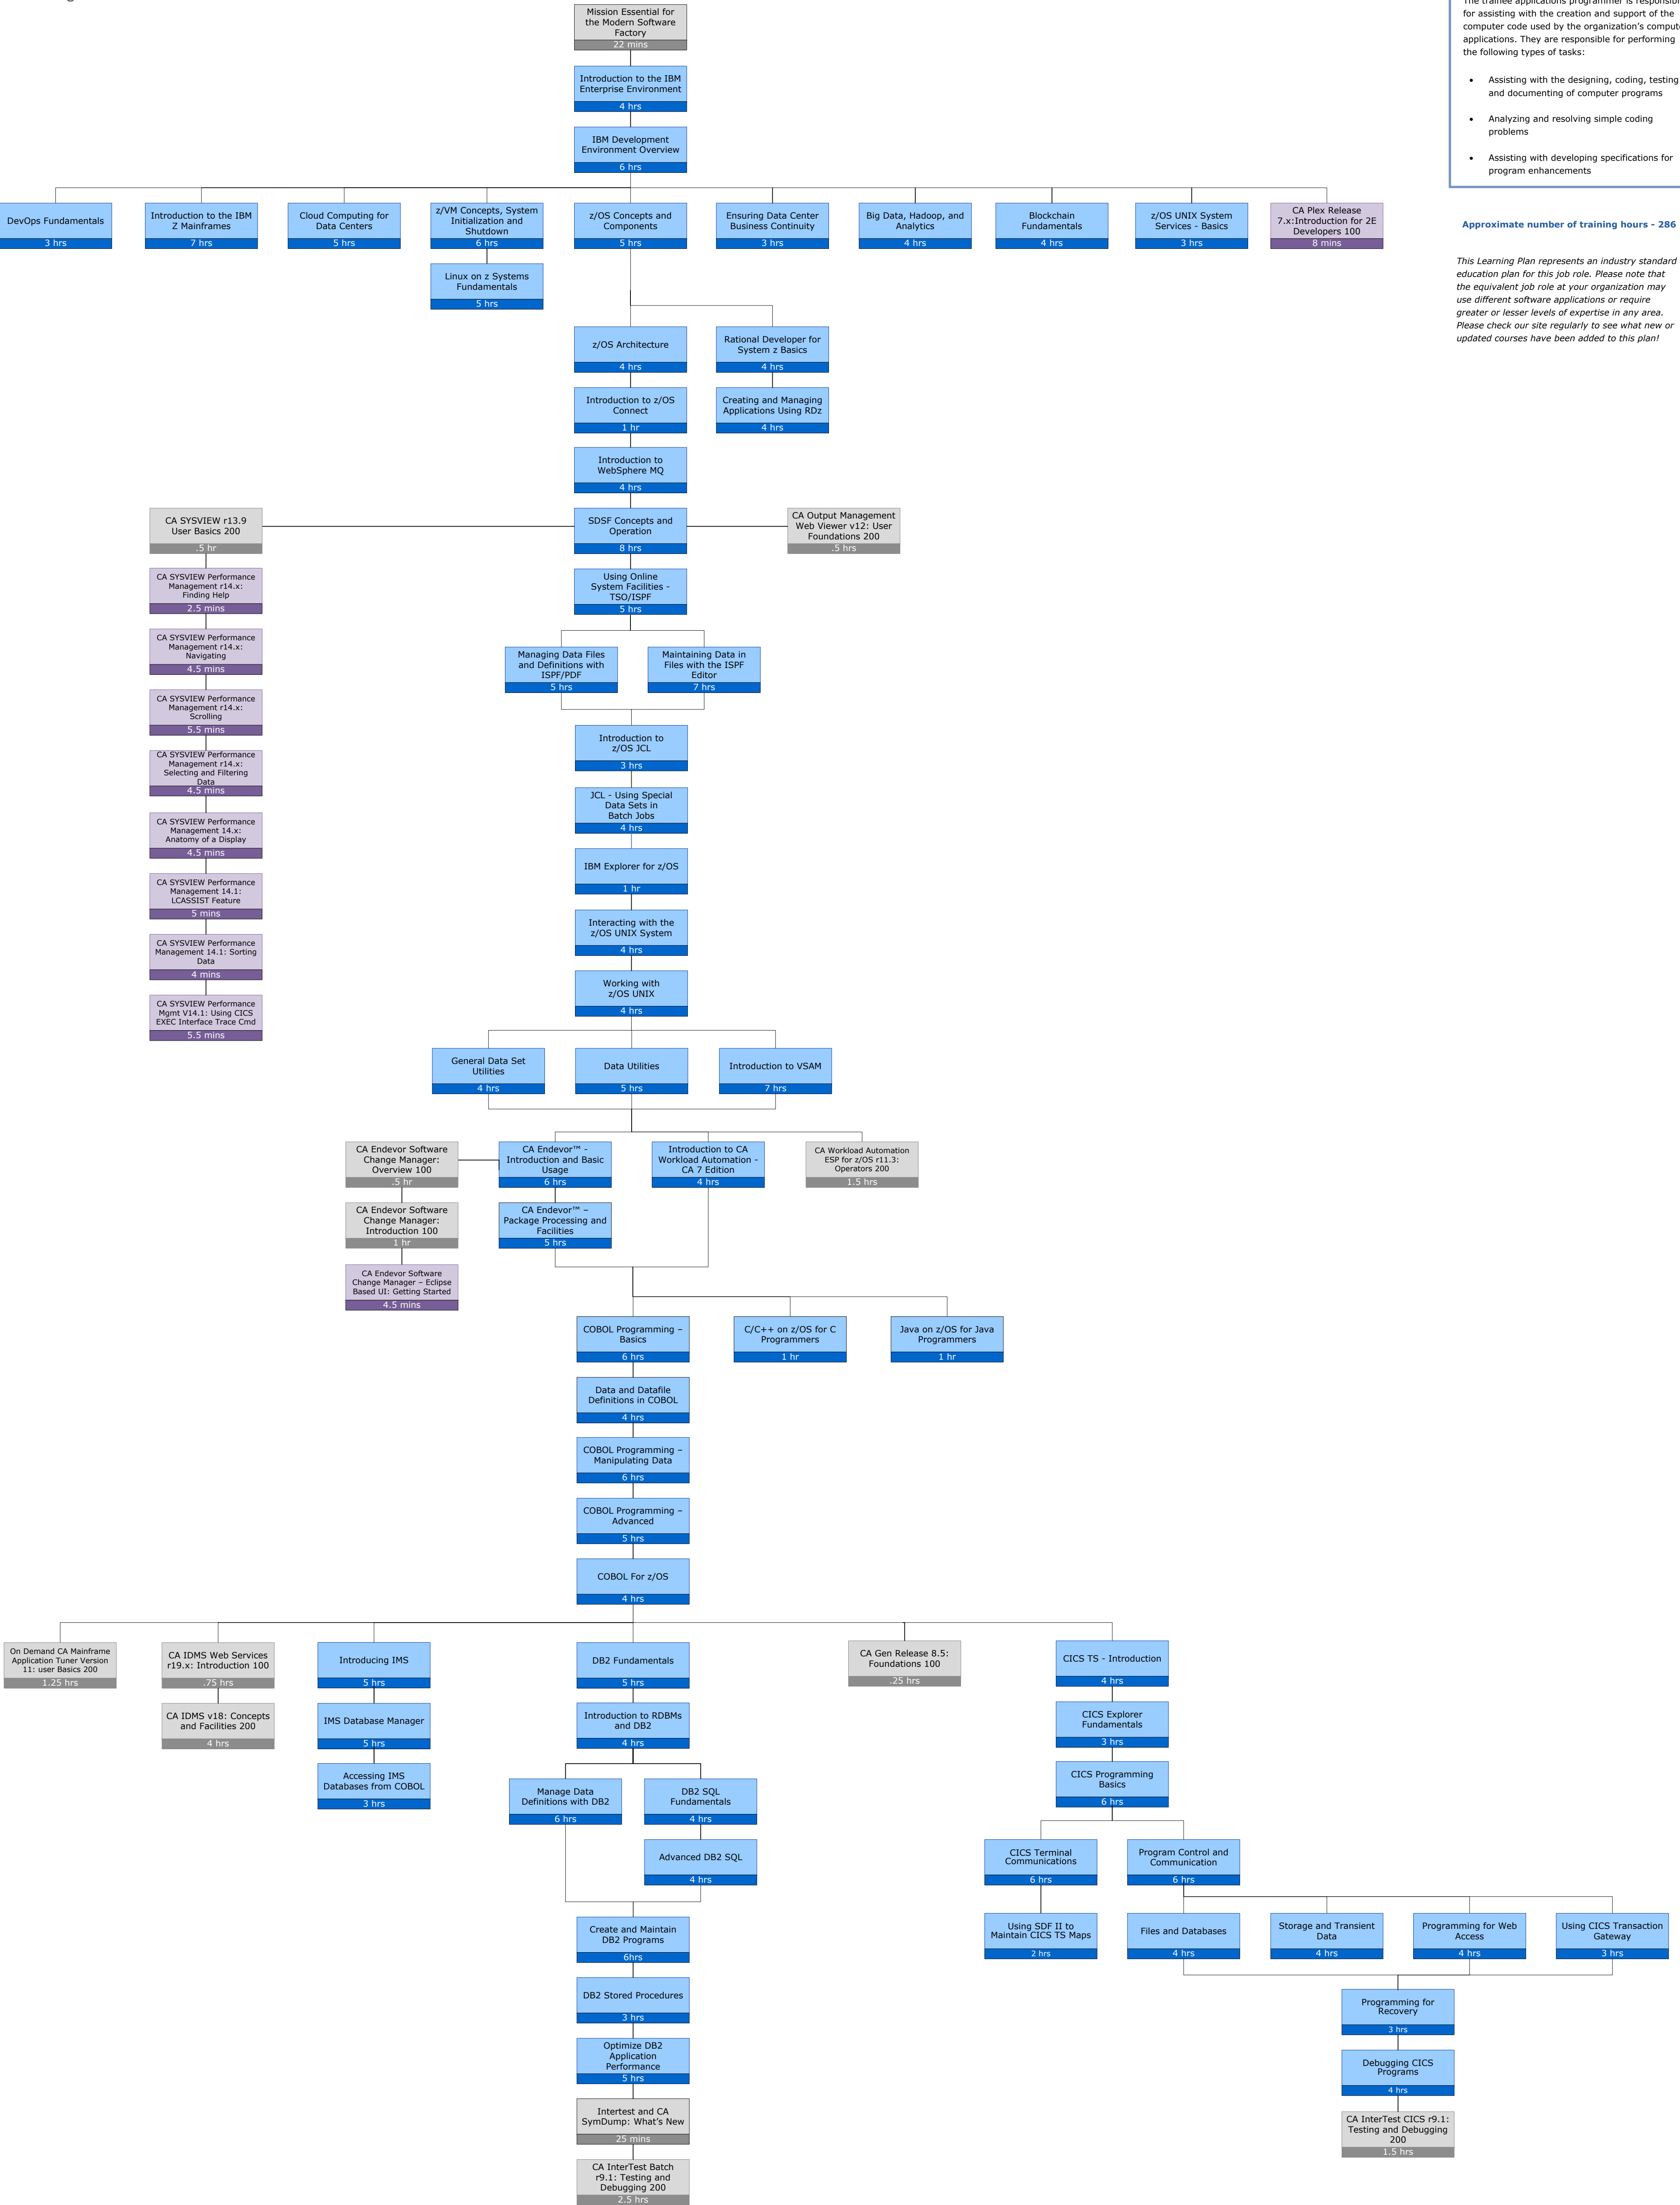 Mission Essential for
the Modern Software
Factory
22 mins
Introduction to the IBM
Enterprise Environment
4 hrs
IBM Development
Environment Overview
6 hrs
for assisting with the creation and support of the
computer code used by the organization's
applications. They are responsible for performing
the following types of tasks:
• Assisting with the designing, coding, testing
and documenting of computer programs
• Analyzing and resolving simple coding
problems
• Assisting with developing specifications for
program enhancements
Approximate number of training hours - 286
This Learning Plan represents an industry standard
education plan for this job role. Please note that
the equivalent job role at your organization may
use different software applications or require
greater or lesser levels of expertise in any area.
Please check our site regularly to see what new or
updated courses have been added to this plan!
DevOps Fundamentals
3 hrs
Introduction to the IBM
Z Mainframes
7 hrs
Cloud Computing for
Data Centers
5 hrs
z/VM Concepts, System
Initialization and
Shutdown
6 hrs
z/OS Concepts and
Components
5 hrs
Ensuring Data Center
Business Continuity
3 hrs
Big Data, Hadoop, and
Analytics
4 hrs
Blockchain
Fundamentals
4 hrs
z/OS UNIX System
Services - Basics
3 hrs
CA Plex Release
7.x:Introduction for 2E
Developers 100
8 mins
Linux on z Systems
Fundamentals
5 hrs
z/OS Architecture
4 hrs
Rational Developer for
System z Basics
4 hrs
Introduction to z/OS
Connect
1 hr
Creating and Managing
Applications Using RDz
4 hrs
Introduction to
WebSphere MQ
4 hrs
CA SYSVIEW r13.9
User Basics 200
.5 hr
SDSF Concepts and
Operation
8 hrs
CA Output Management
Web Viewer v12: User
Foundations 200
.5 hrs
CA SYSVIEW Performance
Management r14.x:
Finding Help
2.5 mins
CA SYSVIEW Performance
Management r14.x:
Navigating
4.5 mins
CA SYSVIEW Performance
Management r14.x:
Scrolling
5.5 mins
CA SYSVIEW Performance
Management r14.x:
Selecting and Filtering
Data
4.5 mins
CA SYSVIEW Performance
Management 14.x:
Anatomy of a Display
4.5 mins
CA SYSVIEW Performance
Management 14.1:
LCASSIST Feature
5 mins
CA SYSVIEW Performance
Management 14.1: Sorting
Data
4 mins
CA SYSVIEW Performance
Mgmt V14.1: Using CICS
EXEC Interface Trace Cmd
5.5 mins
Using Online
System Facilities -
TSO/ISPF
5 hrs
Managing Data Files
and Definitions with
ISPF/PDF
5 hrs
Maintaining Data in
Files with the ISPF
Editor
7 hrs
Introduction to
z/OS JCL
3 hrs
JCL - Using Special
Data Sets in
Batch Jobs
4 hrs
IBM Explorer for z/OS
1 hr
Interacting with the
z/OS UNIX System
4 hrs
Working with
z/OS UNIX
4 hrs
General Data Set
Utilities
4 hrs
Data Utilities
5 hrs
Introduction to VSAM
7 hrs
CA Endevor Software
Change Manager:
Overview 100
.5 hr
CA Endevor™ -
Introduction and Basic
Usage
6 hrs
Introduction to CA
Workload Automation -
CA 7 Edition
4 hrs
CA Workload Automation
ESP for z/OS r11.3:
Operators 200
1.5 hrs
CA Endevor Software
Change Manager:
Introduction 100
1 hr
CA Endevor™ –
Package Processing and
Facilities
5 hrs
CA Endevor Software
Change Manager – Eclipse
Based UI: Getting Started
4.5 mins
COBOL Programming –
Basics
6 hrs
C/C++ on z/OS for C
Programmers
1 hr
Java on z/OS for Java
Programmers
1 hr
Data and Datafile
Definitions in COBOL
4 hrs
COBOL Programming –
Manipulating Data
6 hrs
COBOL Programming –
Advanced
5 hrs
COBOL For z/OS
4 hrs
On Demand CA Mainframe
Application Tuner Version
11: user Basics 200
1.25 hrs
CA IDMS Web Services
r19.x: Introduction 100
.75 hrs
Introducing IMS
5 hrs
DB2 Fundamentals
5 hrs
CA Gen Release 8.5:
Foundations 100
.25 hrs
CICS TS - Introduction
4 hrs
CA IDMS v18: Concepts
and Facilities 200
4 hrs
IMS Database Manager
5 hrs
Introduction to RDBMs
and DB2
4 hrs
CICS Explorer
Fundamentals
3 hrs
Accessing IMS
Databases from COBOL
3 hrs
CICS Programming
Basics
6 hrs
Manage Data
Definitions with DB2
6 hrs
DB2 SQL
Fundamentals
4 hrs
Advanced DB2 SQL
4 hrs
CICS Terminal
Communications
6 hrs
Program Control and
Communication
6 hrs
Using SDF II to
Maintain CICS TS Maps
2 hrs
Files and Databases
4 hrs
Storage and Transient
Data
4 hrs
Programming for Web
Access
4 hrs
Using CICS Transaction
Gateway
3 hrs
Create and Maintain
DB2 Programs
6hrs
DB2 Stored Procedures
3 hrs
Optimize DB2
Application
Performance
5 hrs
Intertest and CA
SymDump: What's New
25 mins
CA InterTest Batch
r9.1: Testing and
Debugging 200
2.5 hrs
Programming for
Recovery
3 hrs
Debugging CICS
Programs
4 hrs
CA InterTest CICS r9.1:
Testing and Debugging
200
1.5 hrs